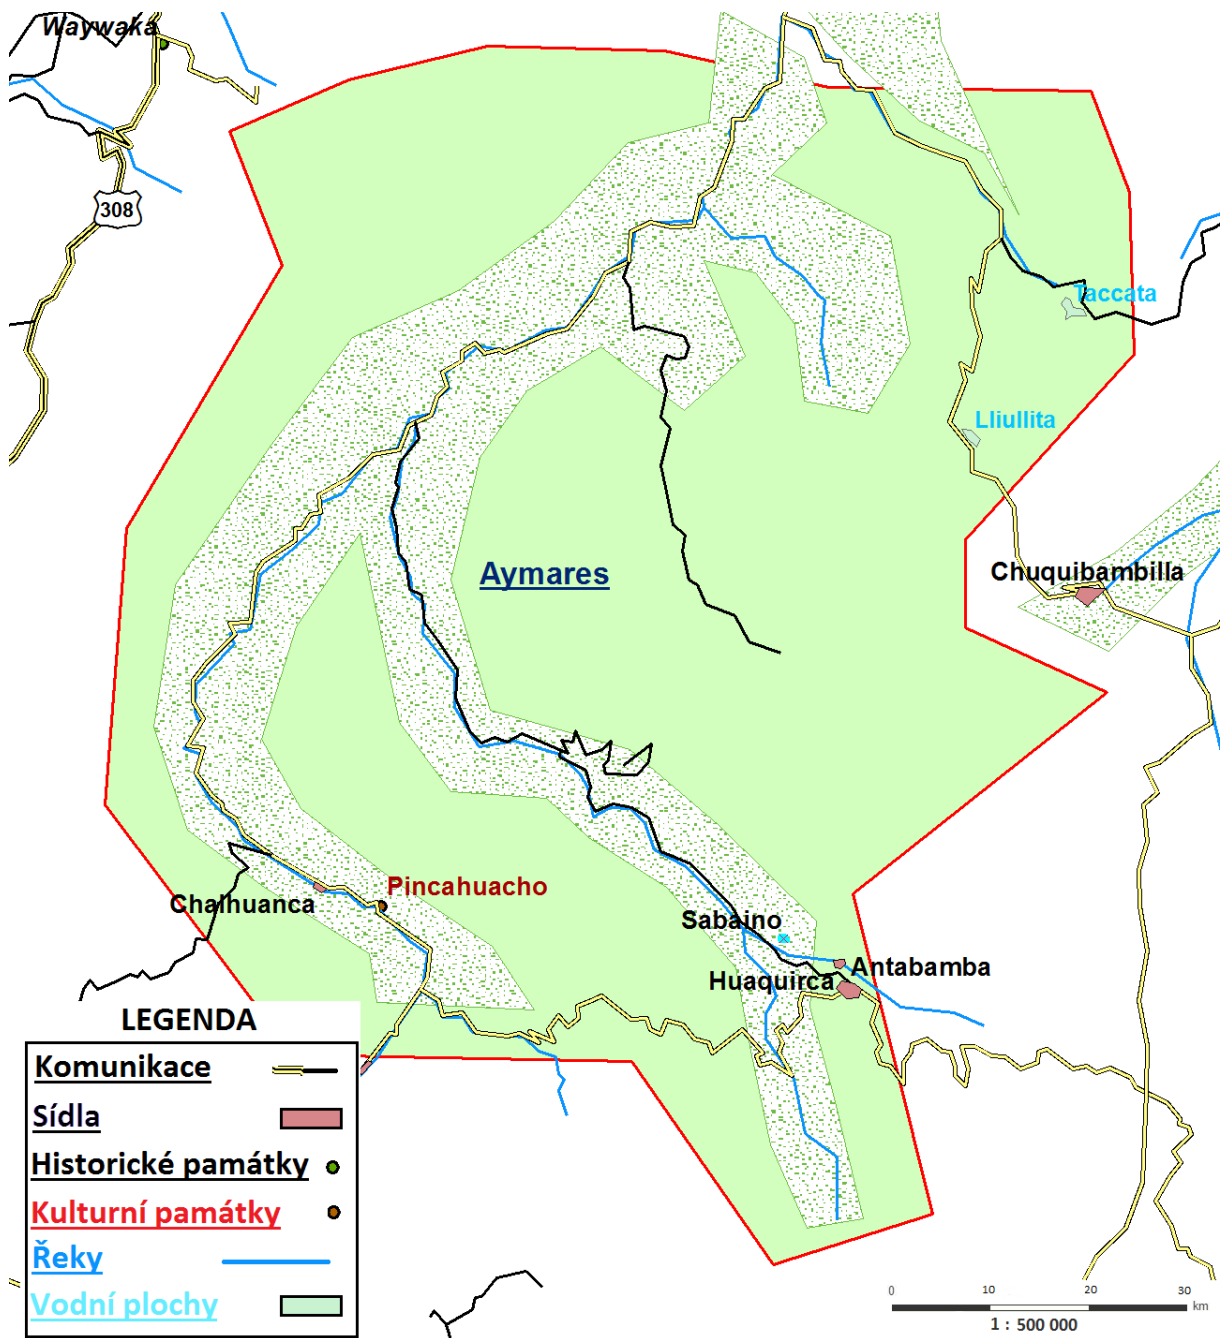 Waywaka
308
Taccata
Lliullita
Chuquibambilla
Aymares
Pincahuacho
Chalhuanca
Sabaino
Antabamba
Huaquirca
LEGENDA
Komunikace
Sídla
Historické památky
Kulturní památky
Řeky
Vodní plochy
0 10 20 30 km
1 : 500 000